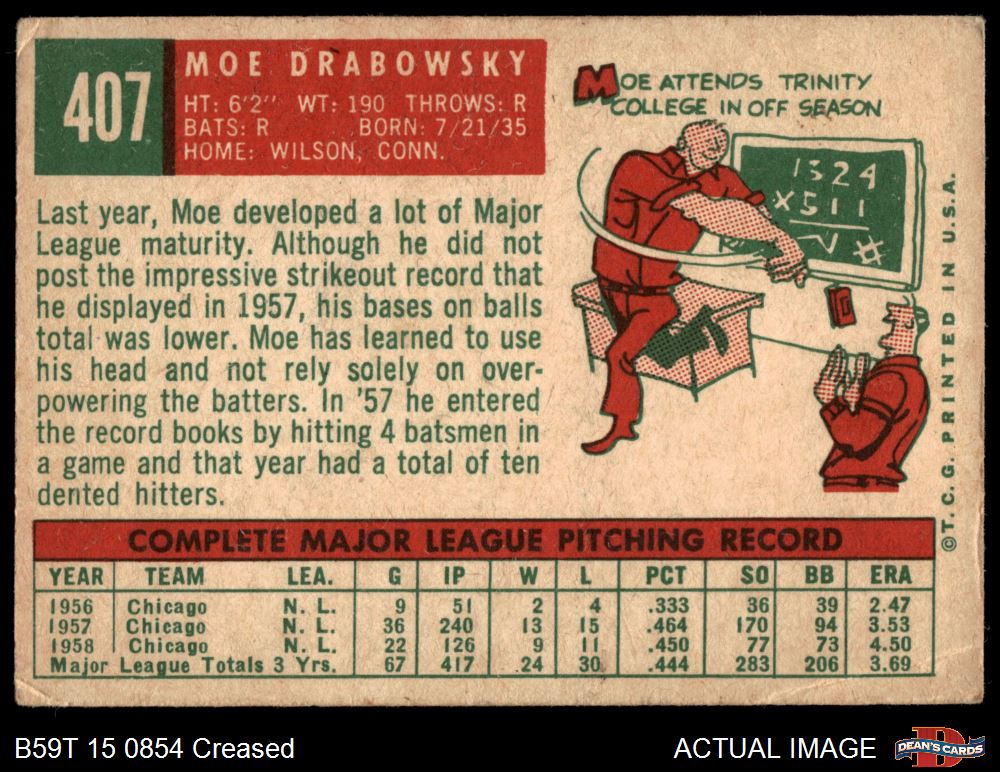 407
MOE DRABOWSKY
HT: 6'2" WT: 190 THROWS: R
BATS: R BORN: 7/21/35
HOME: WILSON, CONN.
MOE ATTENDS TRINITY
COLLEGE IN OFF SEASON
1324
X511
#
Last year, Moe developed a lot of Major
League maturity. Although he did not
post the impressive strikeout record that
he displayed in 1957, his bases on balls
total was lower. Moe has learned to use
his head and not rely solely on over-
powering the batters. In '57 he entered
the record books by hitting 4 batsmen in
a game and that year had a total of ten
dented hitters.
© T. C. G. PRINTED IN U.S.A.
COMPLETE MAJOR LEAGUE PITCHING RECORD
YEAR TEAM LEA. G IP W L PCT SO BB ERA
1956 Chicago N. L. 9 51 2 4 .333 36 39 2.47
1957 Chicago N. L. 36 240 13 15 .464 170 94 3.53
1958 Chicago N. L. 22 126 9 11 .450 77 73 4.50
Major League Totals 3 Yrs. 67 417 24 30 .444 283 206 3.69
B59T 15 0854 Creased
ACTUAL IMAGE
DEAN'S CARDS